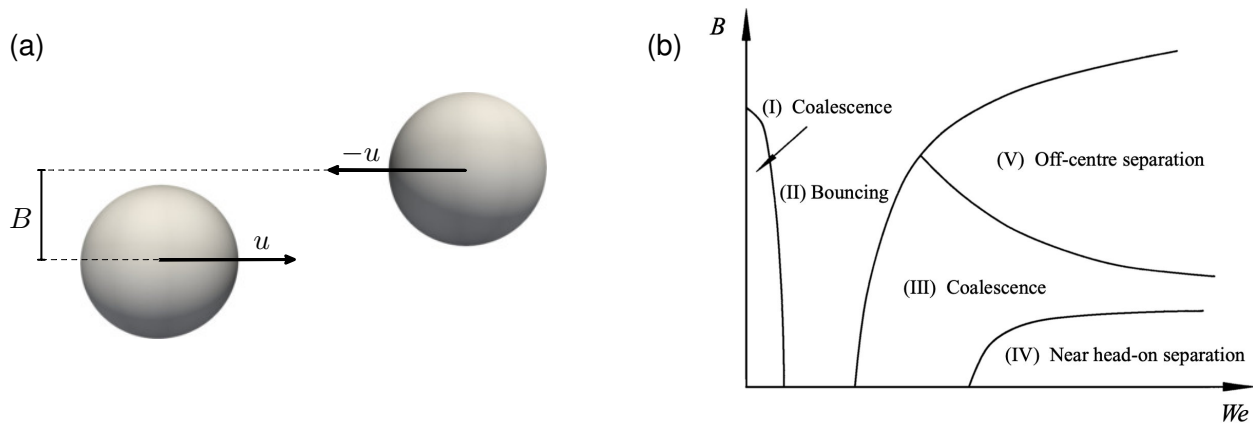 (a)
−u
B
u
(b)
B
(I) Coalescence
(II) Bouncing
(V) Off-centre separation
(III) Coalescence
(IV) Near head-on separation
We